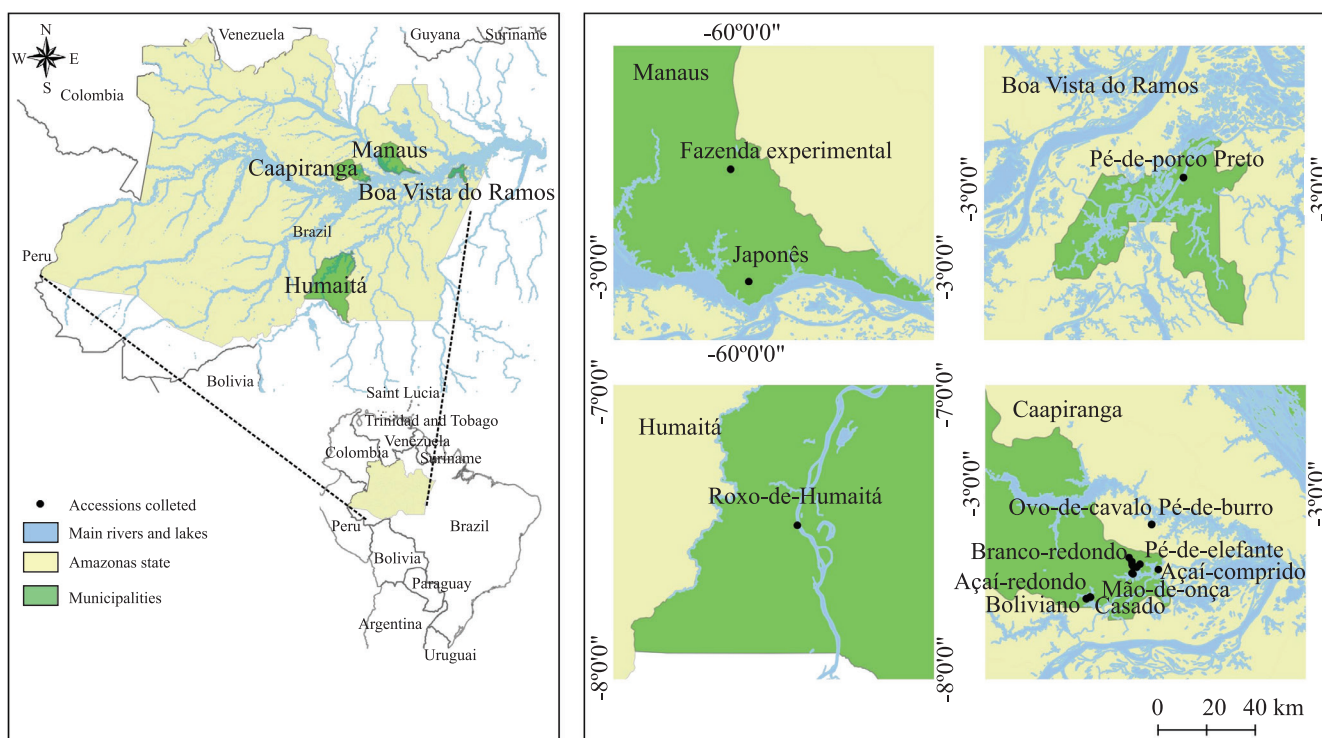 N
W
E
S
Venezuela
Guyana
Suriname
Colombia
Manaus
Caapiranga
Boa Vista do Ramos
Brazil
Peru
Humaitá
Bolivia
Saint Lucia
Trinidad and Tobago
Venezuela
Colombia
Suriname
Peru
Brazil
Bolivia
Paraguay
Argentina
Uruguai
Accessions colleted
Main rivers and lakes
Amazonas state
Municipalities
-60º0'0"
Manaus
Fazenda experimental
Japonês
-3º0'0"
-3º0'0"
-60º0'0"
Boa Vista do Ramos
Pé-de-porco Preto
-3º0'0"
-3º0'0"
-7º0'0"
-7º0'0"
Humaitá
Roxo-de-Humaitá
-8º0'0"
-8º0'0"
Caapiranga
-3º0'0"
-3º0'0"
Ovo-de-cavalo Pé-de-burro
Branco-redondo
Pé-de-elefante
Açaí-comprido
Açaí-redondo
Mão-de-onça
Boliviano
Casado
0 20 40 km